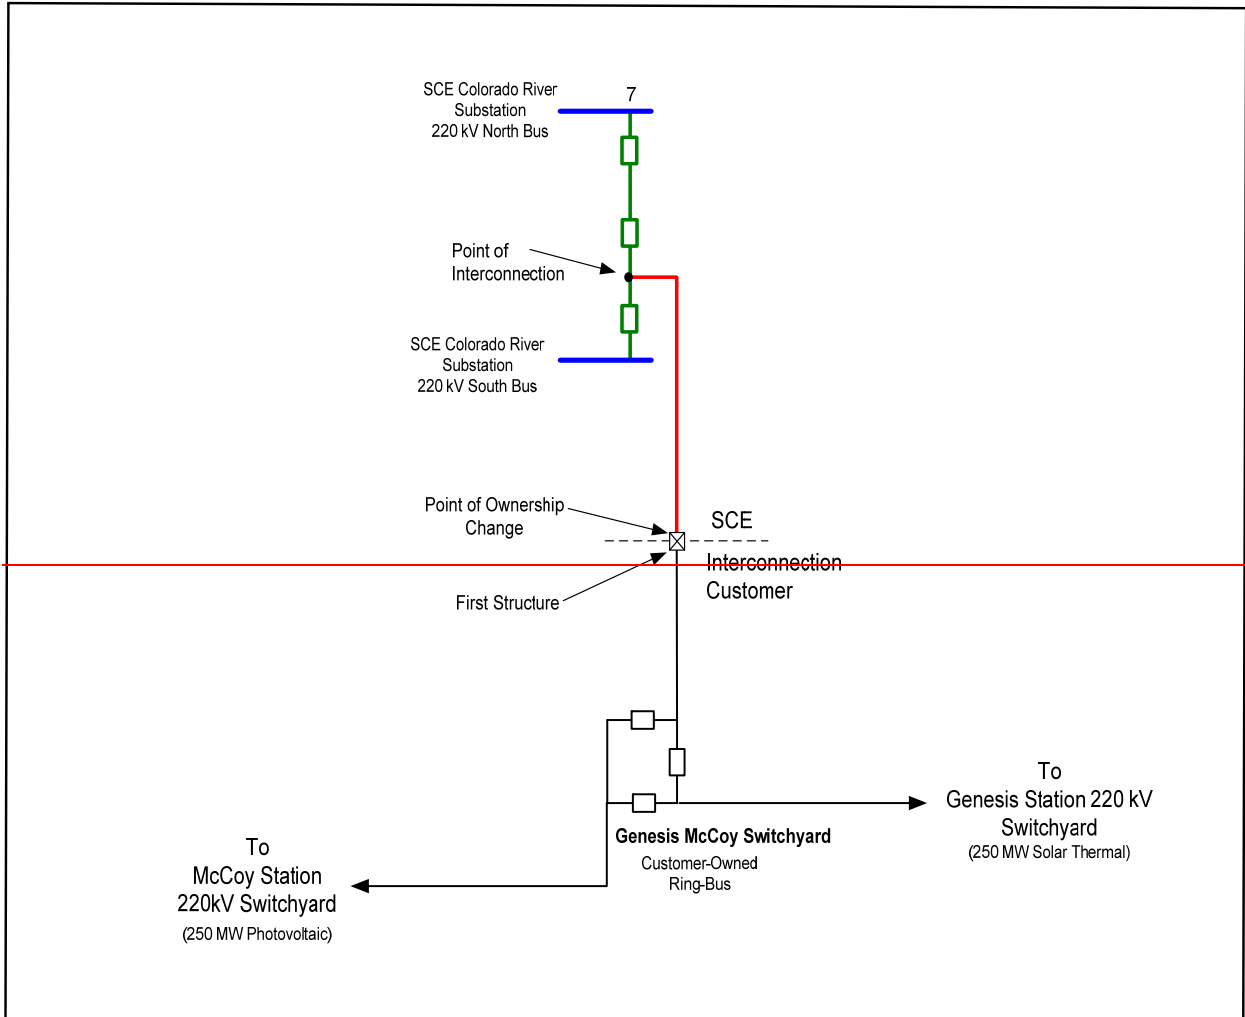 7
SCE Colorado River
Substation
220 kV North Bus
Point of
Interconnection
SCE Colorado River
Substation
220 kV South Bus
Point of Ownership
Change
SCE
Interconnection
Customer
First Structure
To
Genesis Station 220 kV
Switchyard
(250 MW Solar Thermal)
Genesis McCoy Switchyard
Customer-Owned
Ring-Bus
To
McCoy Station
220kV Switchyard
(250 MW Photovoltaic)